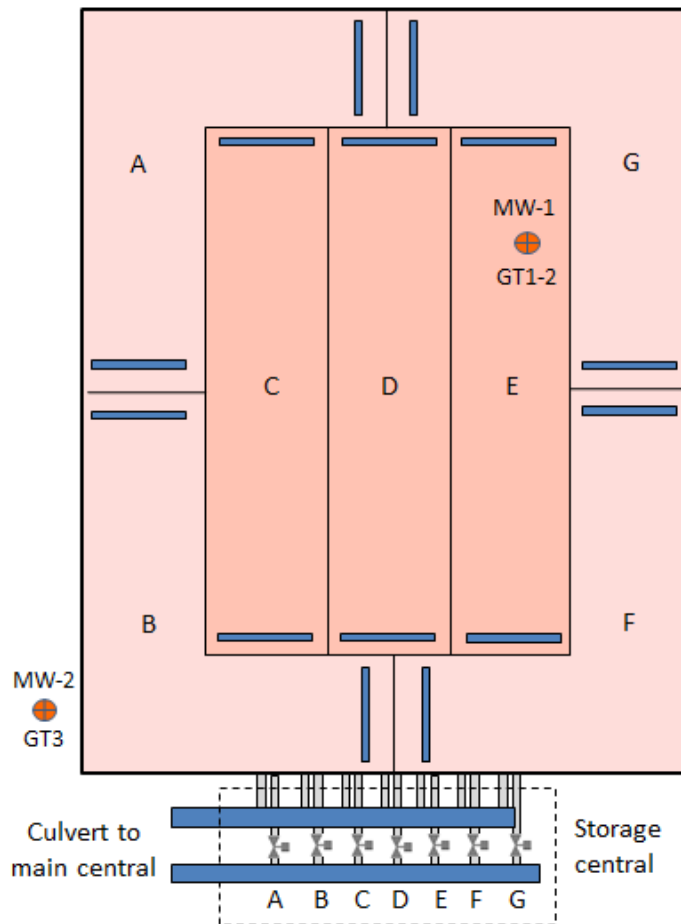 A
G
MW-1
GT1-2
C
D
E
B
F
MW-2
GT3
Culvert to
main central
Storage
central
A B C D E F G